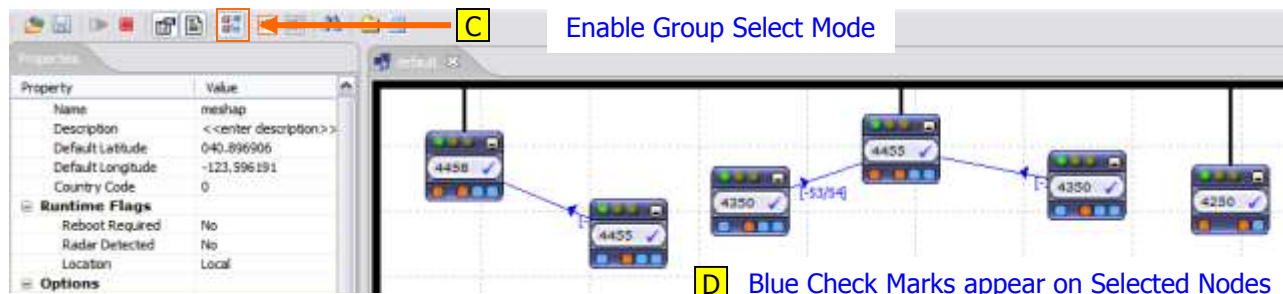 C Enable Group Select Mode
Properties
default
Property Value
Name meshap
Description <<enter description>>
Default Latitude 040.896906
Default Longitude -123.596191
Country Code 0
Runtime Flags
Reboot Required No
Radar Detected No
Location Local
Options
4458
4455
4350
[-53/54]
4455
4350
4250
D Blue Check Marks appear on Selected Nodes